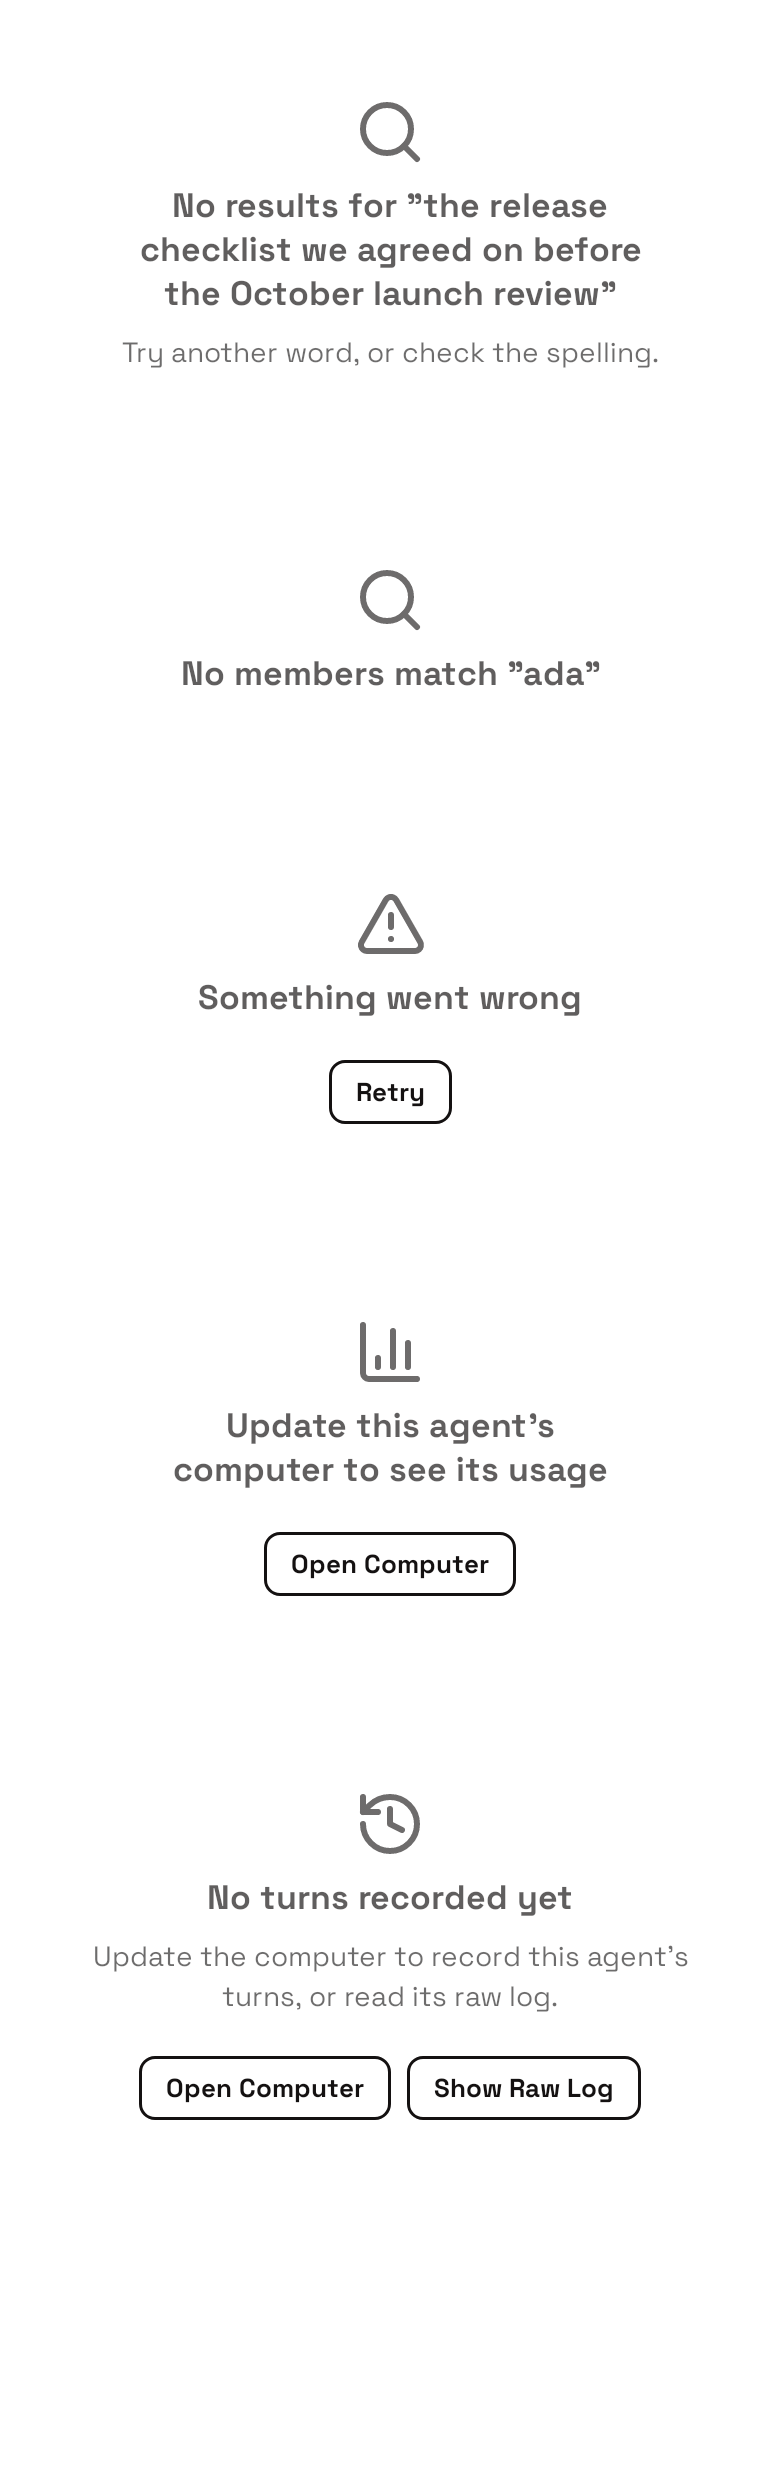 No results for ”the release
checklist we agreed on before
the October launch review”
Try another word, or check the spelling.
No members match ”ada”
Something went wrong
Retry
Update this agent’s
computer to see its usage
Open Computer
No turns recorded yet
Update the computer to record this agent’s
turns, or read its raw log.
Open Computer
Show Raw Log